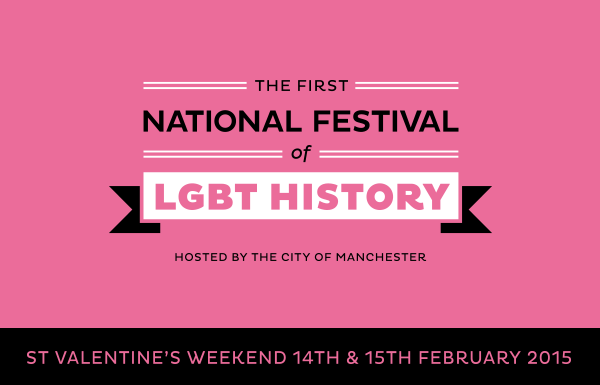 THE FIRST
NATIONAL FESTIVAL
of
LGBT HISTORY
HOSTED BY THE CITY OF MANCHESTER
ST VALENTINE'S WEEKEND 14TH & 15TH FEBRUARY 2015